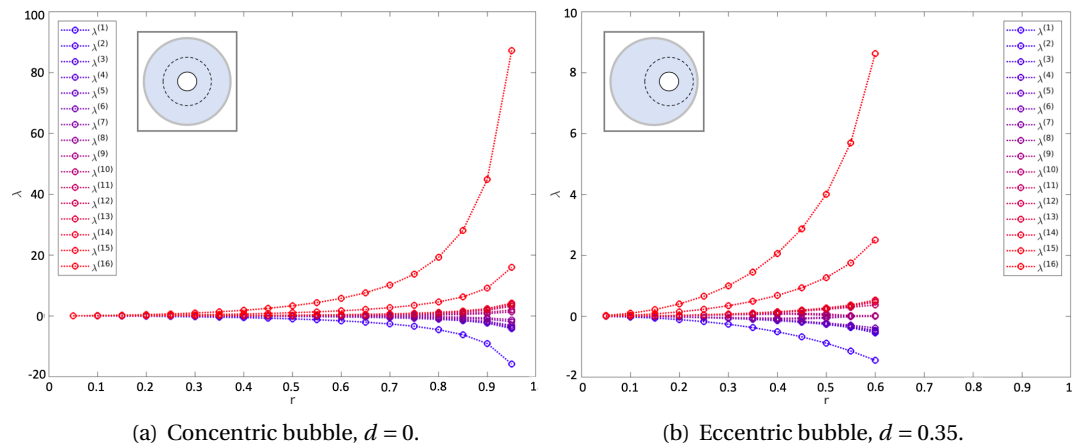 100
80
60
40
20
0
-20
λ
λ(1)
λ(2)
λ(3)
λ(4)
λ(5)
λ(6)
λ(7)
λ(8)
λ(9)
λ(10)
λ(11)
λ(12)
λ(13)
λ(14)
λ(15)
λ(16)
0 0.1 0.2 0.3 0.4 0.5 0.6 0.7 0.8 0.9 1
r
(a) Concentric bubble, d = 0.
10
8
6
4
2
0
-2
λ
λ(1)
λ(2)
λ(3)
λ(4)
λ(5)
λ(6)
λ(7)
λ(8)
λ(9)
λ(10)
λ(11)
λ(12)
λ(13)
λ(14)
λ(15)
λ(16)
0 0.1 0.2 0.3 0.4 0.5 0.6 0.7 0.8 0.9 1
r
(b) Eccentric bubble, d = 0.35.